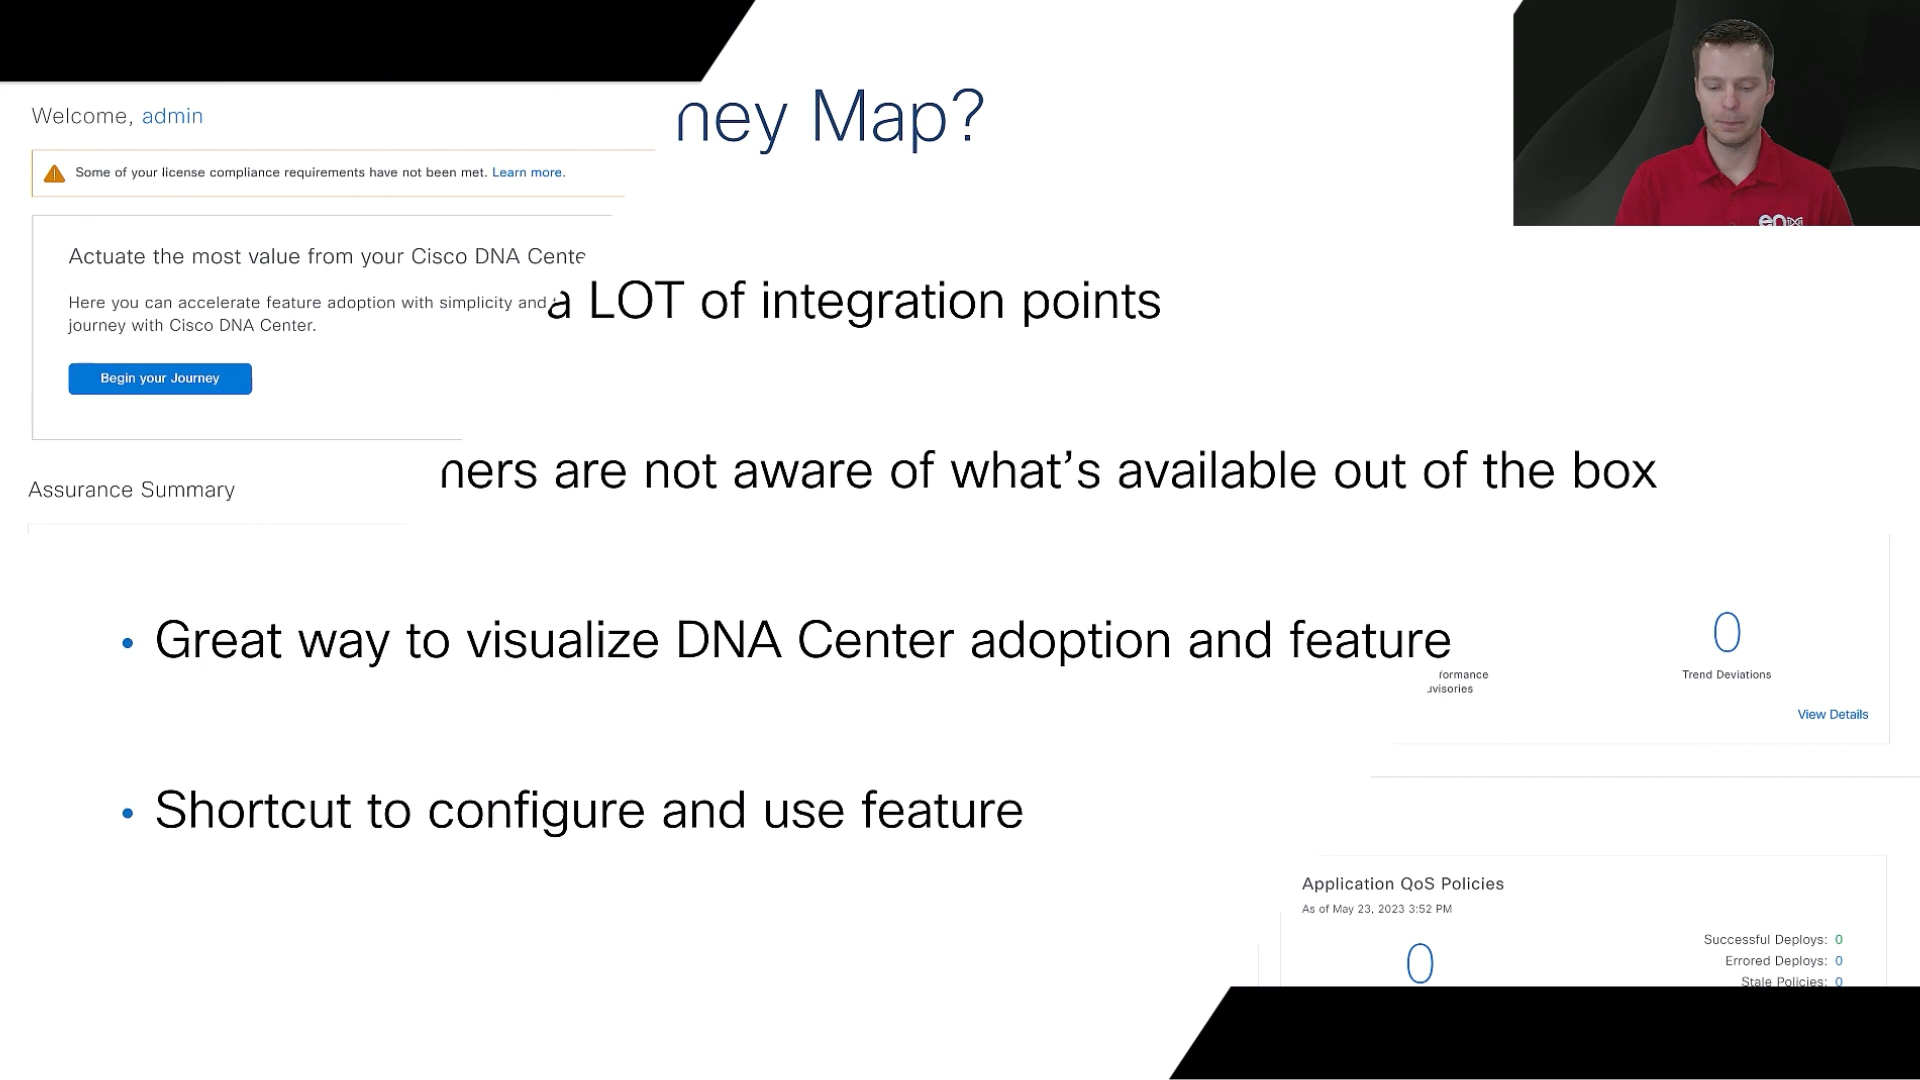 Welcome, admin
ney Map?
Some of your license compliance requirements have not been met. Learn more.
Actuate the most value from your Cisco DNA Cente
Here you can accelerate feature adoption with simplicity and
journey with Cisco DNA Center.
a LOT of integration points
Begin your Journey
ners are not aware of what's available out of the box
Assurance Summary
• Great way to visualize DNA Center adoption and feature
0
formance
visories
Trend Deviations
View Details
• Shortcut to configure and use feature
Application QoS Policies
As of May 23, 2023 3:52 PM
0
Successful Deploys: 0
Errored Deploys: 0
Stale Policies: 0